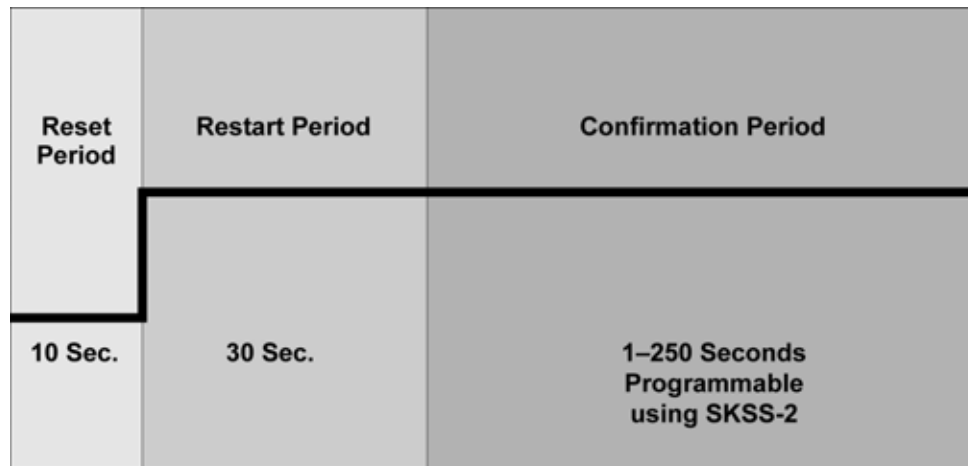 Reset
Period
Restart Period
Confirmation Period
10 Sec.
30 Sec.
1–250 Seconds
Programmable
using SKSS-2